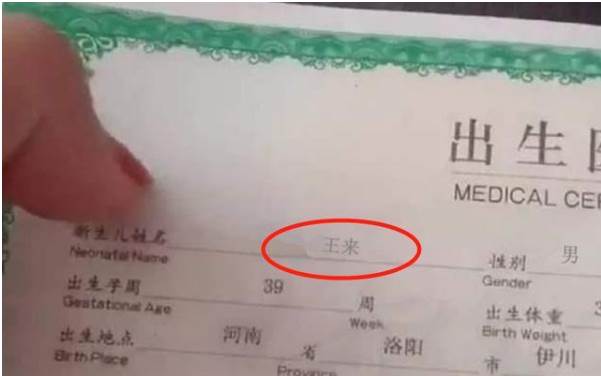 出生
MEDICAL CE
新生儿姓名 王来 性别 男
Neonatal Name Gender
出生孕周 39 周 出生体重 3
Gestational Age Week Birth Weight
出生地点 河南 省 洛阳 市 伊川
Birth Place Province